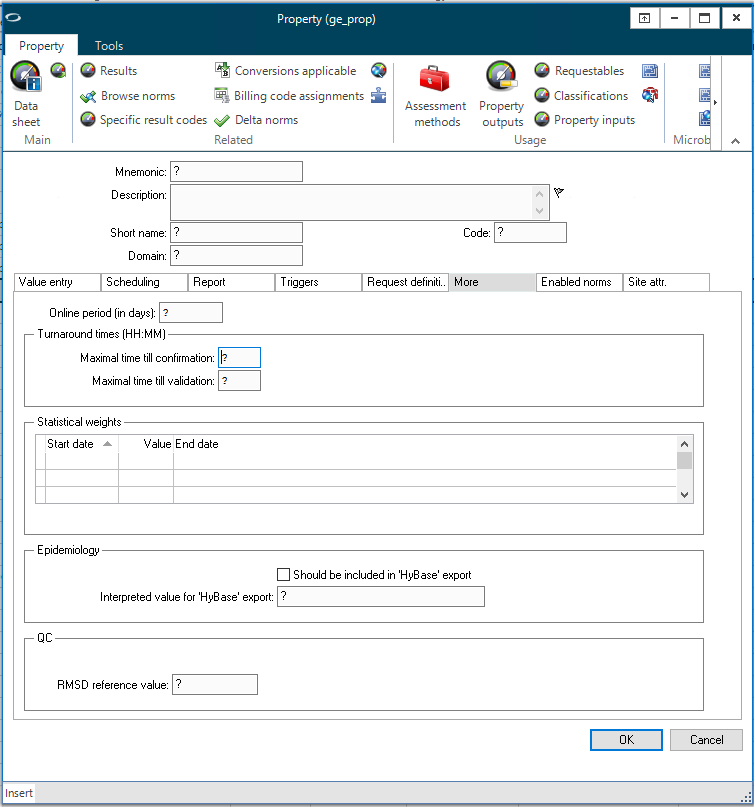 Property (ge_prop)
Property Tools
Results Conversions applicable Requestables
Browse norms Billing code assignments Classifications
Data sheet Specific result codes Delta norms Assessment methods Property outputs Property inputs
Main Related Usage Microb
Mnemonic: ?
Description:
Short name: ? Code: ?
Domain: ?
Value entry Scheduling Report Triggers Request definiti.. More Enabled norms Site attr.
Online period (in days): ?
Turnaround times (HH:MM)
Maximal time till confirmation: ?
Maximal time till validation: ?
Statistical weights
Start date Value End date
Epidemiology
Should be included in 'HyBase' export
Interpreted value for 'HyBase' export: ?
QC
RMSD reference value: ?
OK Cancel
Insert